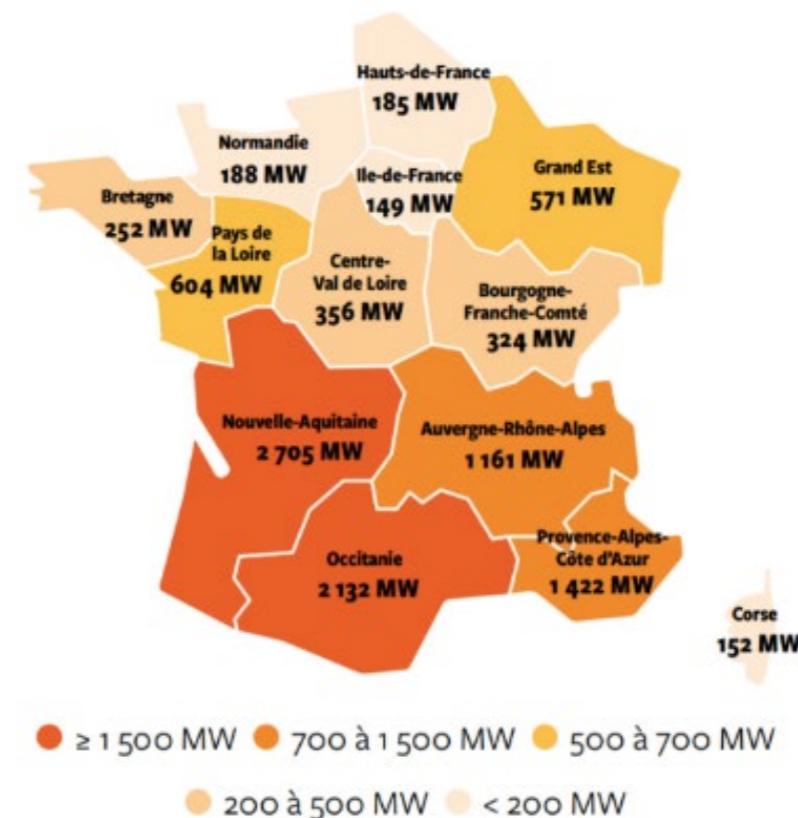 Hauts-de-France
185 MW
Normandie
188 MW
Ile-de-France
149 MW
Grand Est
571 MW
Bretagne
252 MW
Pays de
la Loire
604 MW
Centre-
Val de Loire
356 MW
Bourgogne-
Franche-Comté
324 MW
Nouvelle-Aquitaine
2 705 MW
Auvergne-Rhône-Alpes
1 161 MW
Occitanie
2 132 MW
Provence-Alpes-
Côte d'Azur
1 422 MW
Corse
152 MW
≥ 1 500 MW
700 à 1 500 MW
500 à 700 MW
200 à 500 MW
< 200 MW